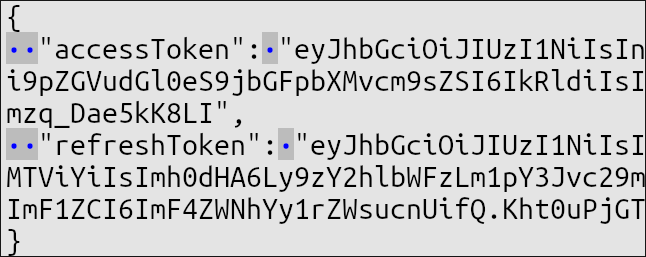 {
  "accessToken": "eyJhbGciOiJIUzI1NiIsIn
i9pZGVudGl0eS9jbGFpbXMvcm9sZSI6IkRldiIsI
mzq_Dae5kK8LI",
  "refreshToken": "eyJhbGciOiJIUzI1NiIsI
MTViYiIsImh0dHA6Ly9zY2hlbWFzLm1pY3Jvc29m
ImF1ZCI6ImF4ZWNhYy1rZWsucnUifQ.Kht0uPjGT
}